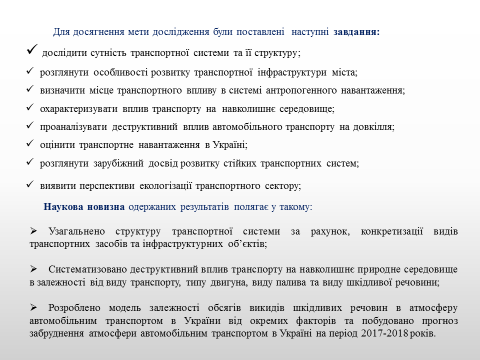 Для досягнення мети дослідження були поставлені наступні завдання:
✓ дослідити сутність транспортної системи та її структуру;
✓ розглянути особливості розвитку транспортної інфраструктури міста;
✓ визначити місце транспортного впливу в системі антропогенного навантаження;
✓ охарактеризувати вплив транспорту на навколишнє середовище;
✓ проаналізувати деструктивний вплив автомобільного транспорту на довкілля;
✓ оцінити транспортне навантаження в Україні;
✓ розглянути зарубіжний досвід розвитку стійких транспортних систем;
✓ виявити перспективи екологізації транспортного сектору;
Наукова новизна одержаних результатів полягає у такому:
➢ Узагальнено структуру транспортної системи за рахунок, конкретизації видів
транспортних засобів та інфраструктурних об’єктів;
➢ Систематизовано деструктивний вплив транспорту на навколишнє природне середовище
в залежності від виду транспорту, типу двигуна, виду палива та виду шкідливої речовини;
➢ Розроблено модель залежності обсягів викидів шкідливих речовин в атмосферу
автомобільним транспортом в України від окремих факторів та побудовано прогноз
забруднення атмосфери автомобільним транспортом в Україні на період 2017-2018 років.